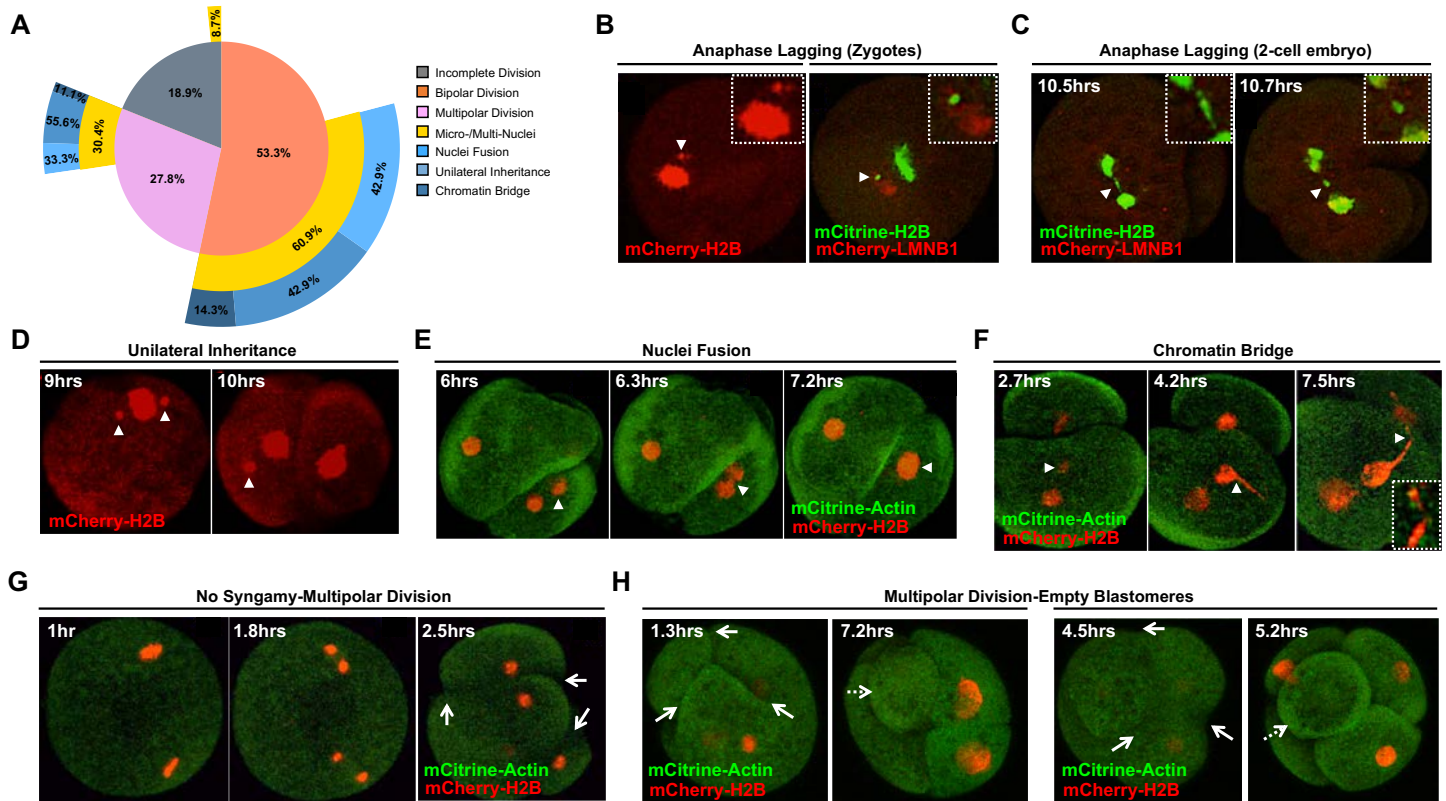 A
8.7%
18.9%
53.3%
27.8%
11.1%
55.6%
33.3%
30.4%
60.9%
42.9%
42.9%
14.3%
Incomplete Division
Bipolar Division
Multipolar Division
Micro-/Multi-Nuclei
Nuclei Fusion
Unilateral Inheritance
Chromatin Bridge
B
Anaphase Lagging (Zygotes)
mCherry-H2B
mCitrine-H2B
mCherry-LMNB1
C
Anaphase Lagging (2-cell embryo)
10.5hrs
10.7hrs
mCitrine-H2B
mCherry-LMNB1
D
Unilateral Inheritance
9hrs
10hrs
mCherry-H2B
E
Nuclei Fusion
6hrs
6.3hrs
7.2hrs
mCitrine-Actin
mCherry-H2B
F
Chromatin Bridge
2.7hrs
4.2hrs
7.5hrs
mCitrine-Actin
mCherry-H2B
G
No Syngamy-Multipolar Division
1hr
1.8hrs
2.5hrs
mCitrine-Actin
mCherry-H2B
H
Multipolar Division-Empty Blastomeres
1.3hrs
7.2hrs
4.5hrs
5.2hrs
mCitrine-Actin
mCherry-H2B
mCitrine-Actin
mCherry-H2B